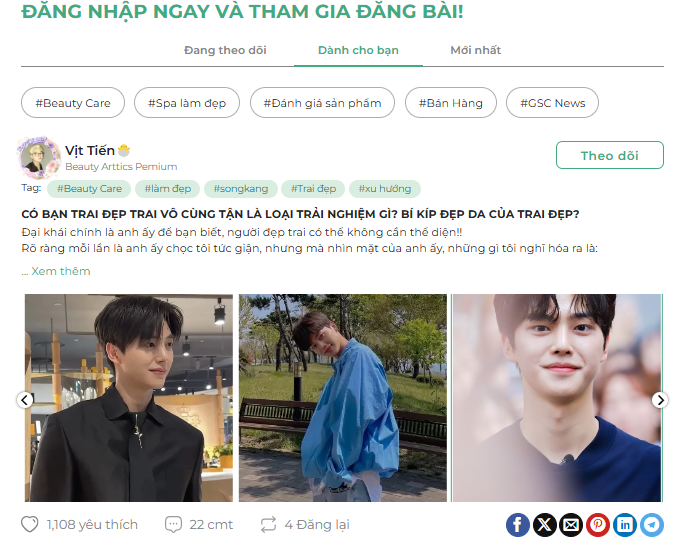 ĐĂNG NHẬP NGAY VÀ THAM GIA ĐĂNG BÀI!
Đang theo dõi Dành cho bạn Mới nhất
#Beauty Care #Spa làm đẹp #Đánh giá sản phẩm #Bán Hàng #GSC News
Vịt Tiến🐣
Beauty Arttics Pemium
Theo dõi
Tag: #Beauty Care #làm đẹp #songkang #Trai đẹp #xu hướng
CÓ BẠN TRAI ĐẸP TRAI VÔ CÙNG TẬN LÀ LOẠI TRẢI NGHIỆM GÌ? BÍ KÍP ĐẸP DA CỦA TRAI ĐẸP?
Đại khái chính là anh ấy để bạn biết, người đẹp trai có thể không cần thể diện!!
Rõ ràng mỗi lần là anh ấy chọc tôi tức giận, nhưng mà nhìn mặt của anh ấy, những gì tôi nghĩ hóa ra là:
... Xem thêm
1,108 yêu thích 22 cmt 4 Đăng lại